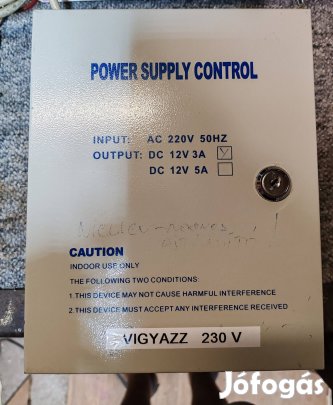 POWER SUPPLY CONTROL
INPUT: AC 220V 50HZ
OUTPUT: DC 12V 3A
DC 12V 5A
CAUTION
INDOOR USE ONLY
THE FOLLOWING TWO CONDITIONS:
1.THIS DEVICE MAY NOT CAUSE HARMFUL INTERFERENCE
2.THIS DEVICE MUST ACCEPT ANY INTERFERENCE RECEIVED
VIGYAZZ 230 V
Jófogás